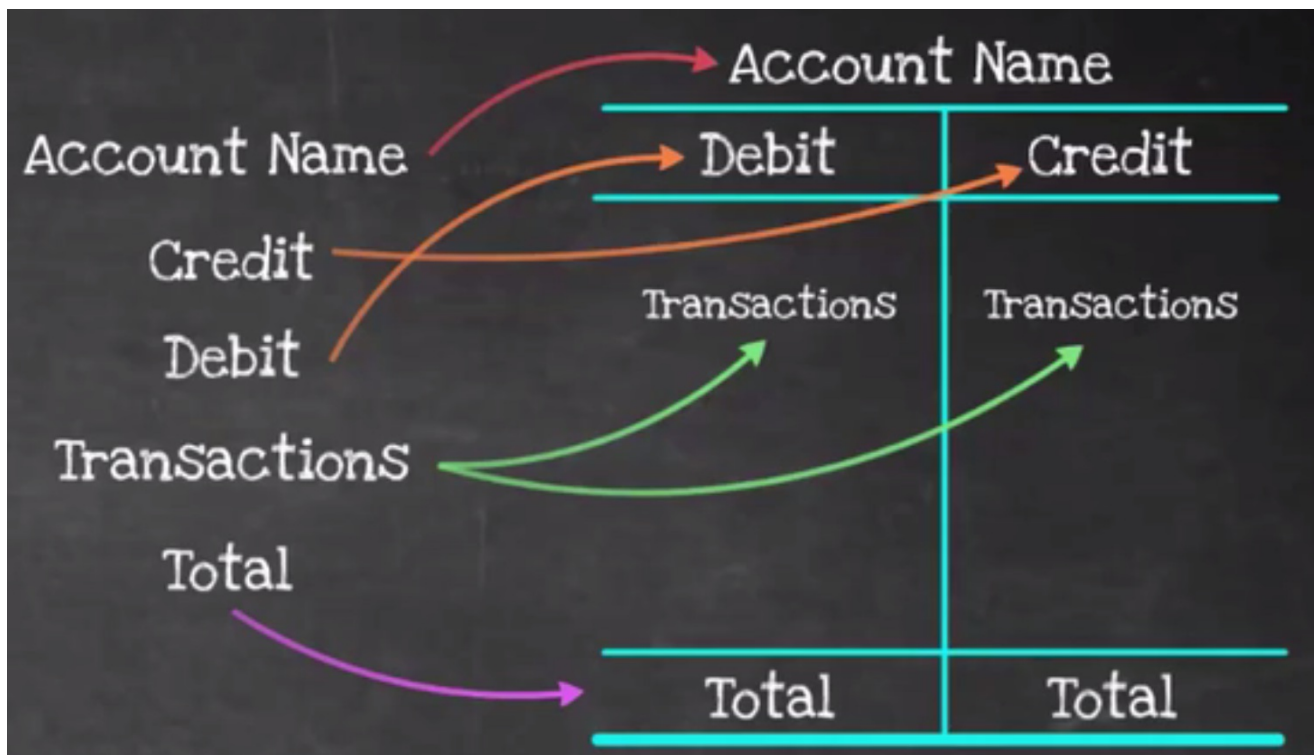 Account Name
Credit
Debit
Transactions
Total
Account Name
Debit Credit
Transactions Transactions
Total Total